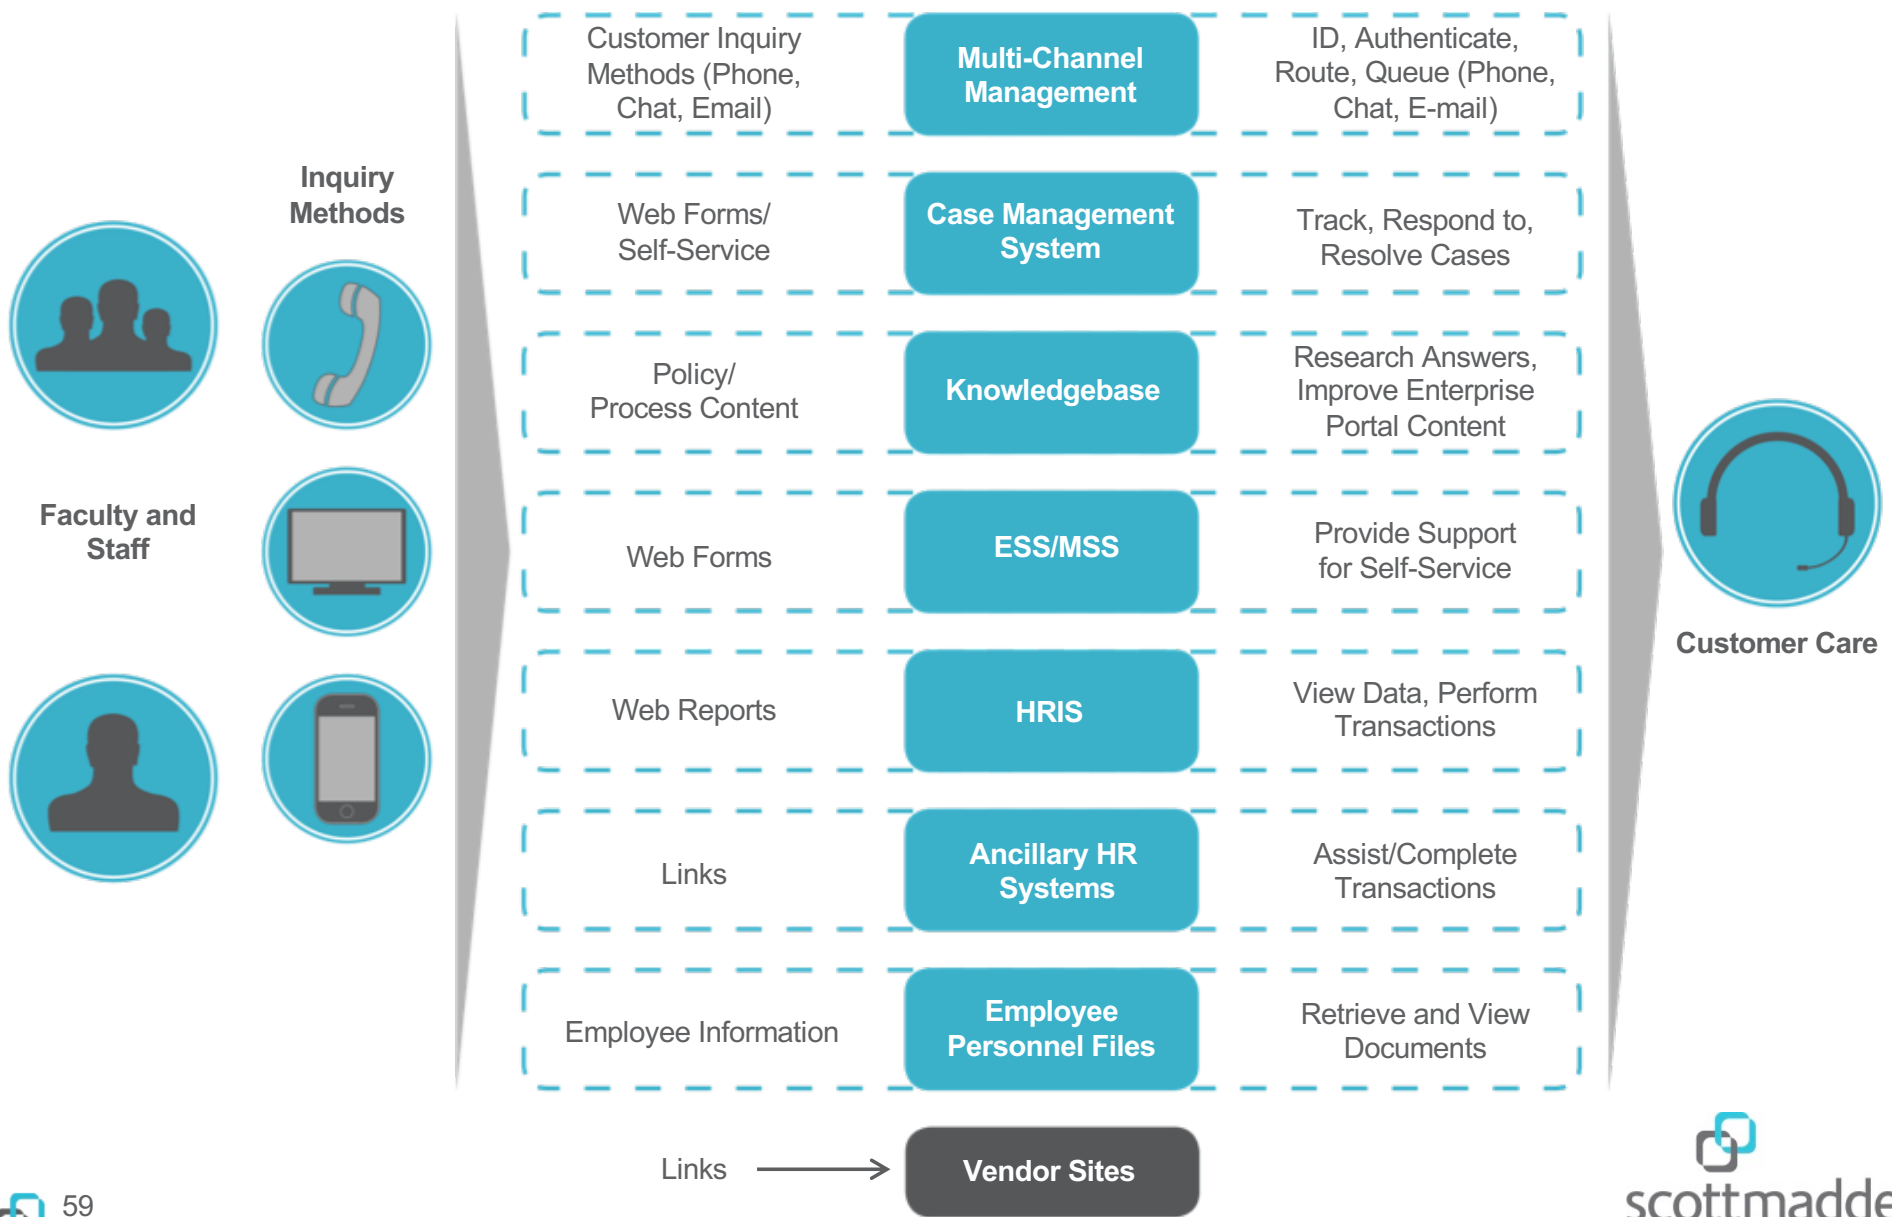 Customer Inquiry
Methods (Phone,
Chat, Email)
Multi-Channel
Management
ID, Authenticate,
Route, Queue (Phone,
Chat, E-mail)
Inquiry
Methods
Web Forms/
Self-Service
Case Management
System
Track, Respond to,
Resolve Cases
Policy/
Process Content
Knowledgebase
Research Answers,
Improve Enterprise
Portal Content
Faculty and
Staff
Web Forms
ESS/MSS
Provide Support
for Self-Service
Customer Care
Web Reports
HRIS
View Data, Perform
Transactions
Links
Ancillary HR
Systems
Assist/Complete
Transactions
Employee Information
Employee
Personnel Files
Retrieve and View
Documents
Links
Vendor Sites
59
scottmadde